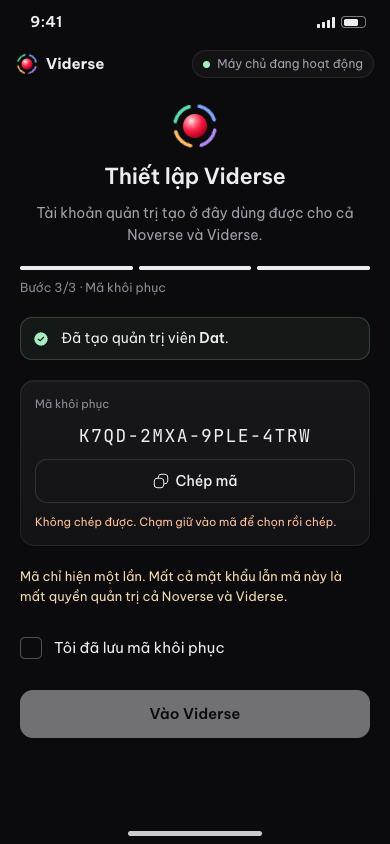 9:41
Viderse
Máy chủ đang hoạt động
Thiết lập Viderse
Tài khoản quản trị tạo ở đây dùng được cho cả
Noverse và Viderse.
Bước 3/3 · Mã khôi phục
Đã tạo quản trị viên Dat.
Mã khôi phục
K7QD-2MXA-9PLE-4TRW
Chép mã
Không chép được. Chạm giữ vào mã để chọn rồi chép.
Mã chỉ hiện một lần. Mất cả mật khẩu lẫn mã này là
mất quyền quản trị cả Noverse và Viderse.
Tôi đã lưu mã khôi phục
Vào Viderse